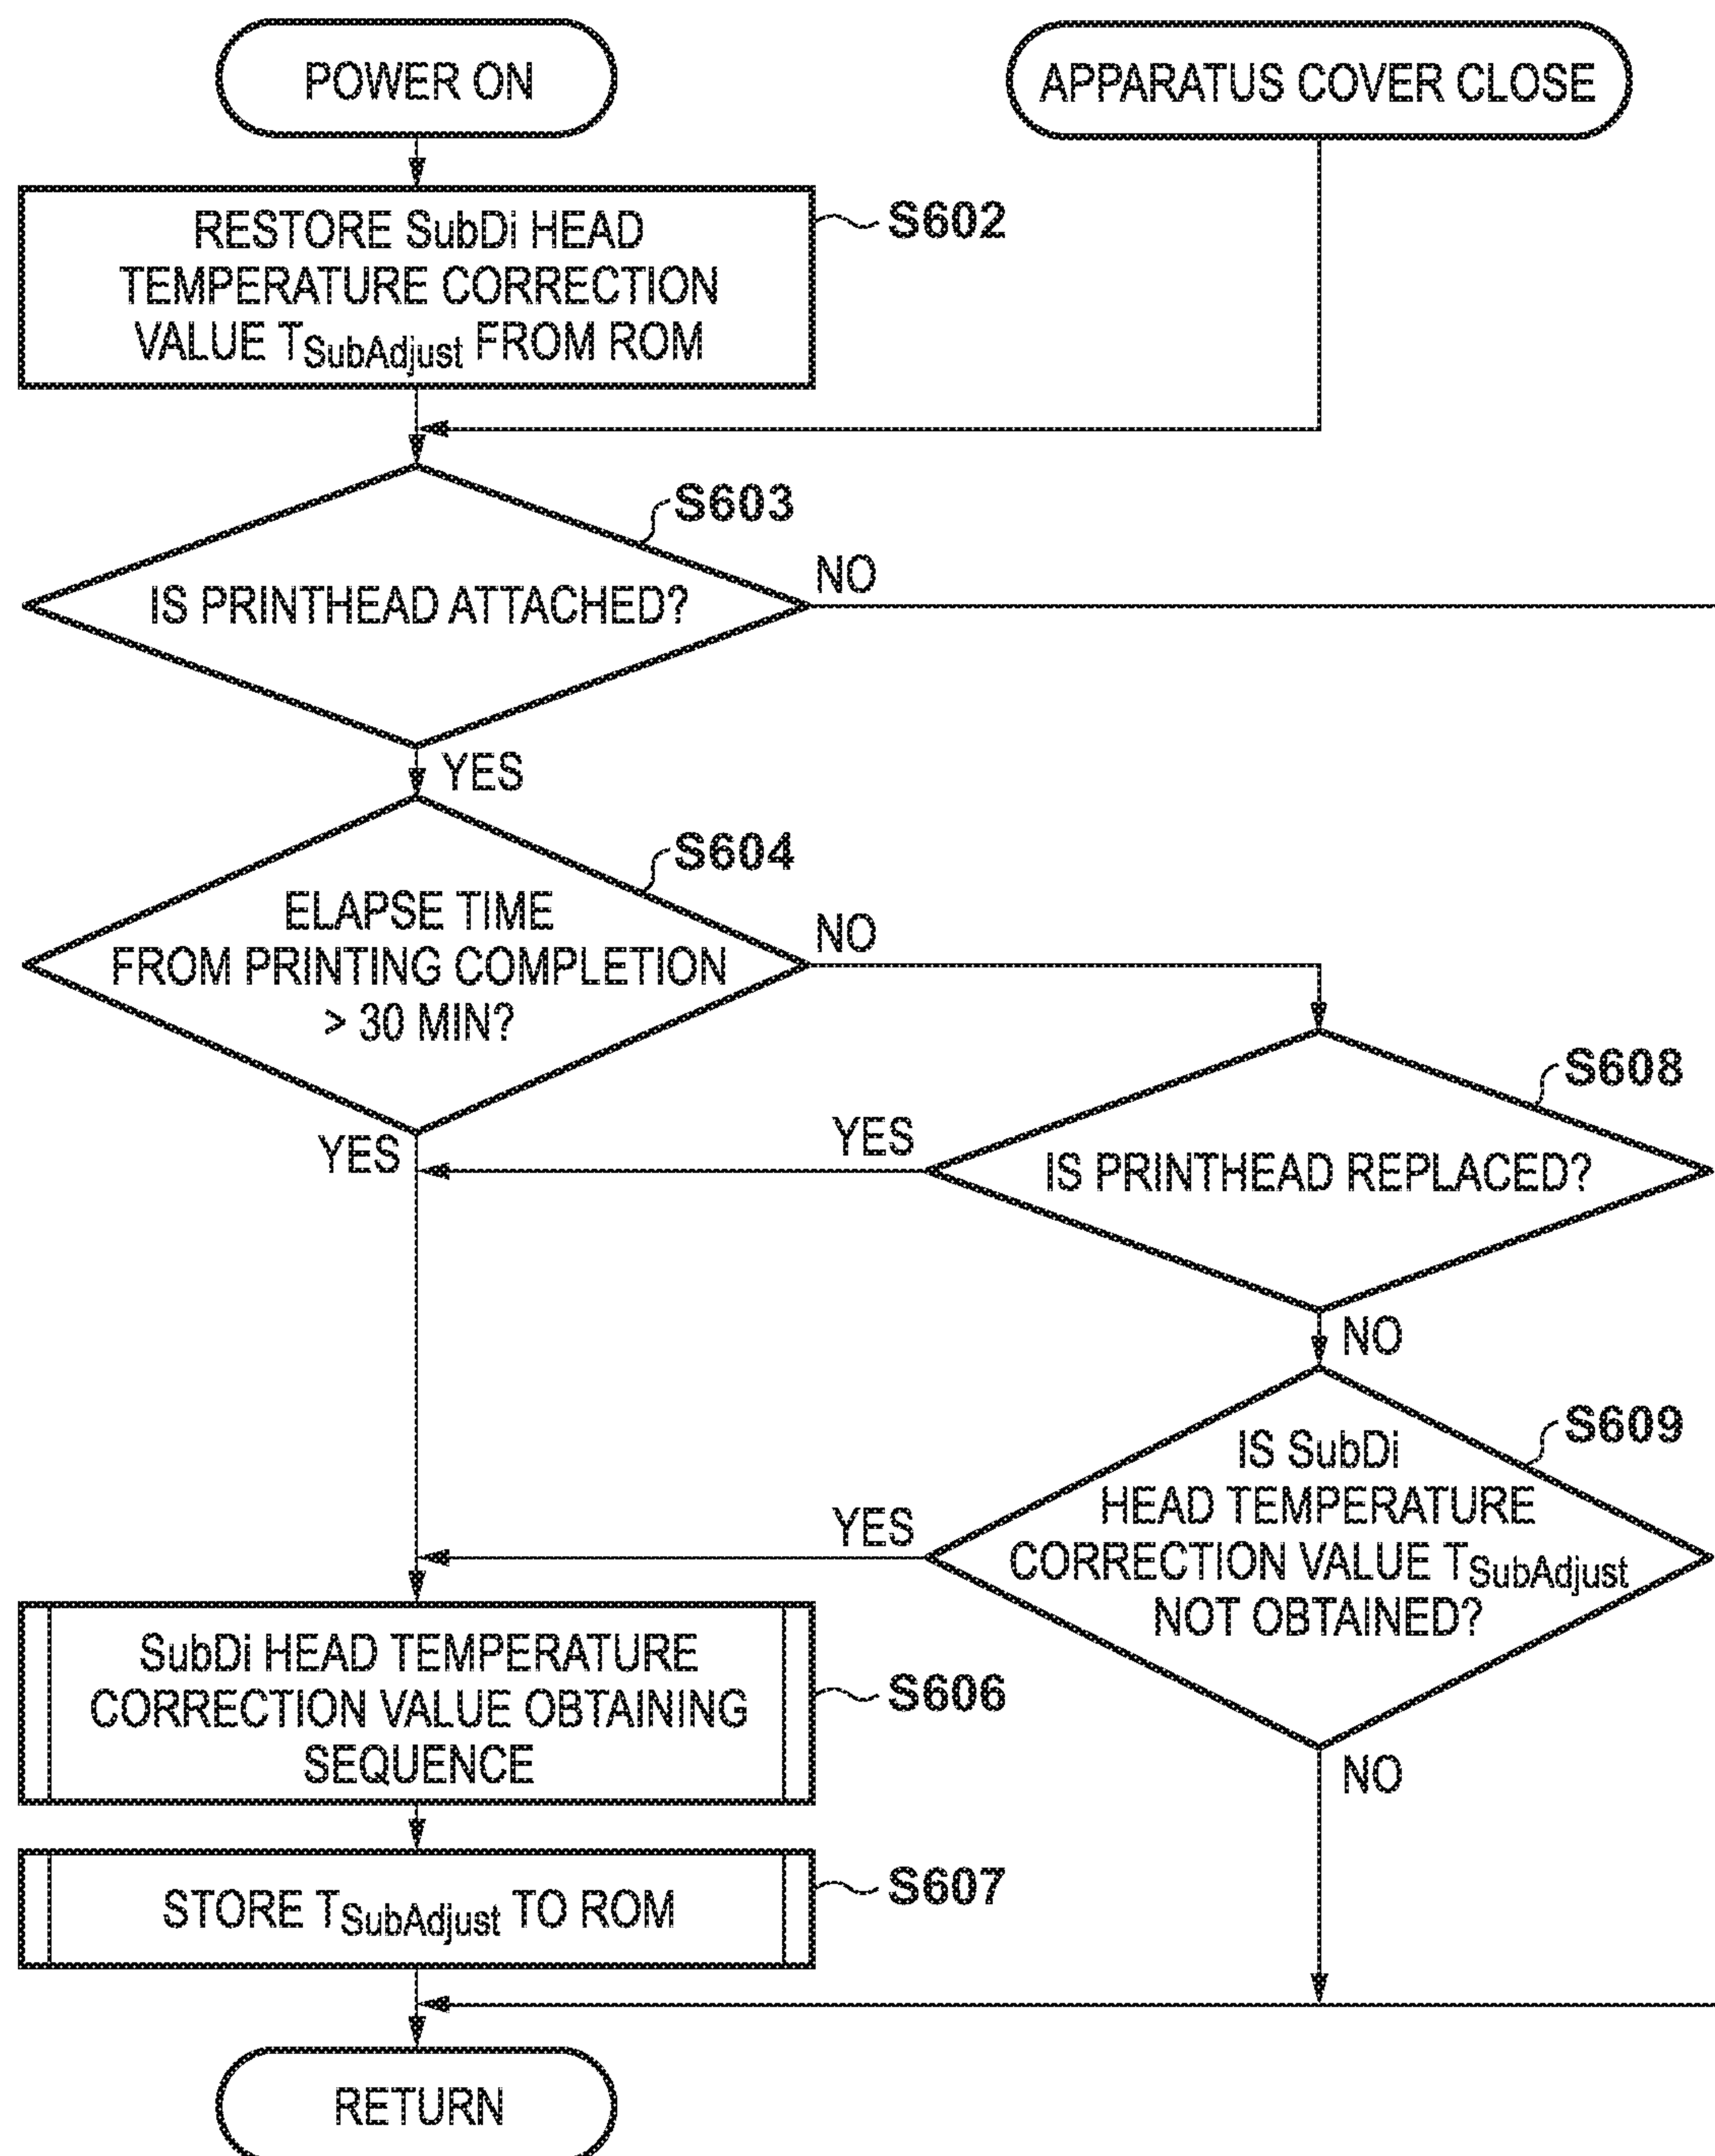 POWER ON
APPARATUS COVER CLOSE
RESTORE SubDi HEAD
TEMPERATURE CORRECTION
VALUE TSubAdjust FROM ROM
S602
S603
IS PRINTHEAD ATTACHED?
NO
YES
S604
ELAPSE TIME
FROM PRINTING COMPLETION
> 30 MIN?
NO
YES
S608
IS PRINTHEAD REPLACED?
YES
NO
S609
IS SubDi
HEAD TEMPERATURE
CORRECTION VALUE TSubAdjust
NOT OBTAINED?
YES
NO
SubDi HEAD TEMPERATURE
CORRECTION VALUE OBTAINING
SEQUENCE
S606
STORE TSubAdjust TO ROM
S607
RETURN